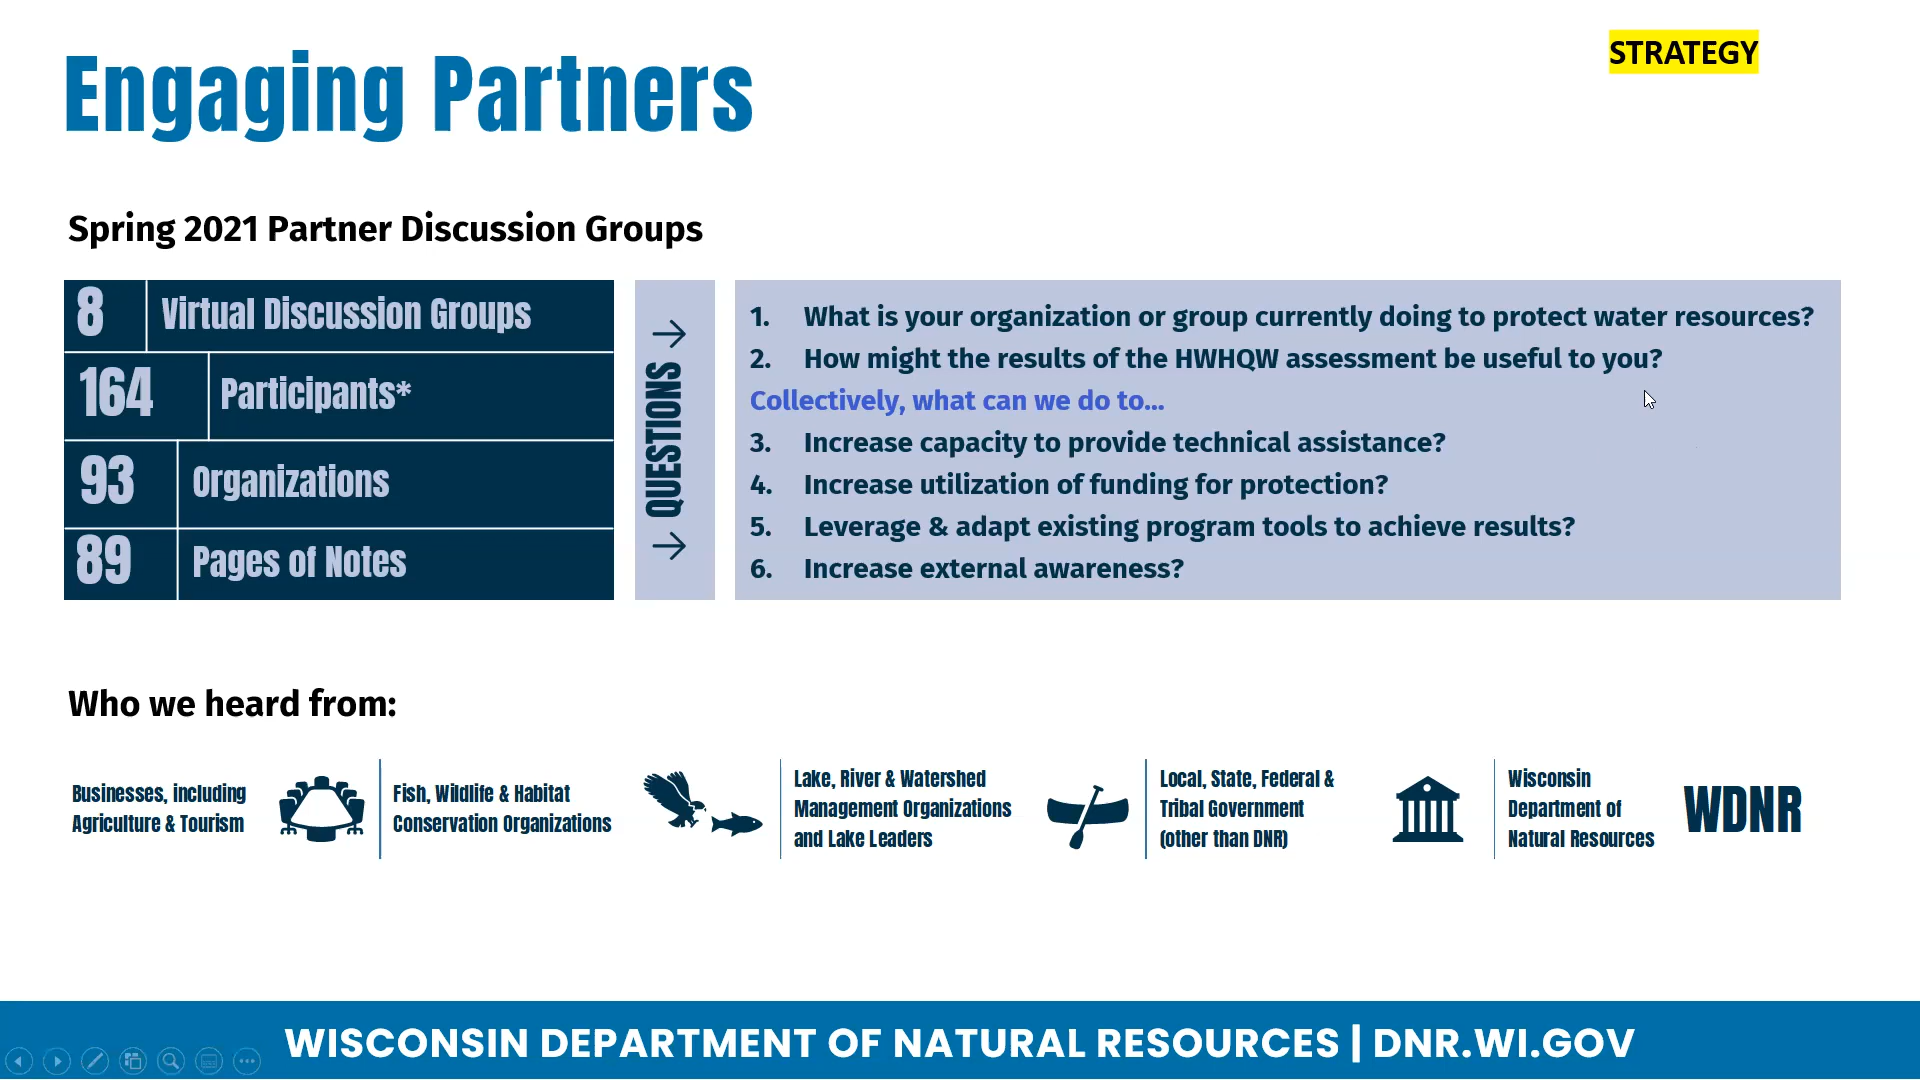 Engaging Partners
STRATEGY
Spring 2021 Partner Discussion Groups
8 Virtual Discussion Groups
164 Participants*
93 Organizations
89 Pages of Notes
QUESTIONS
1. What is your organization or group currently doing to protect water resources?
2. How might the results of the HWHQW assessment be useful to you?
Collectively, what can we do to...
3. Increase capacity to provide technical assistance?
4. Increase utilization of funding for protection?
5. Leverage & adapt existing program tools to achieve results?
6. Increase external awareness?
Who we heard from:
Businesses, including
Agriculture & Tourism
Fish, Wildlife & Habitat
Conservation Organizations
Lake, River & Watershed
Management Organizations
and Lake Leaders
Local, State, Federal &
Tribal Government
(other than DNR)
Wisconsin
Department of
Natural Resources
WDNR
WISCONSIN DEPARTMENT OF NATURAL RESOURCES | DNR.WI.GOV